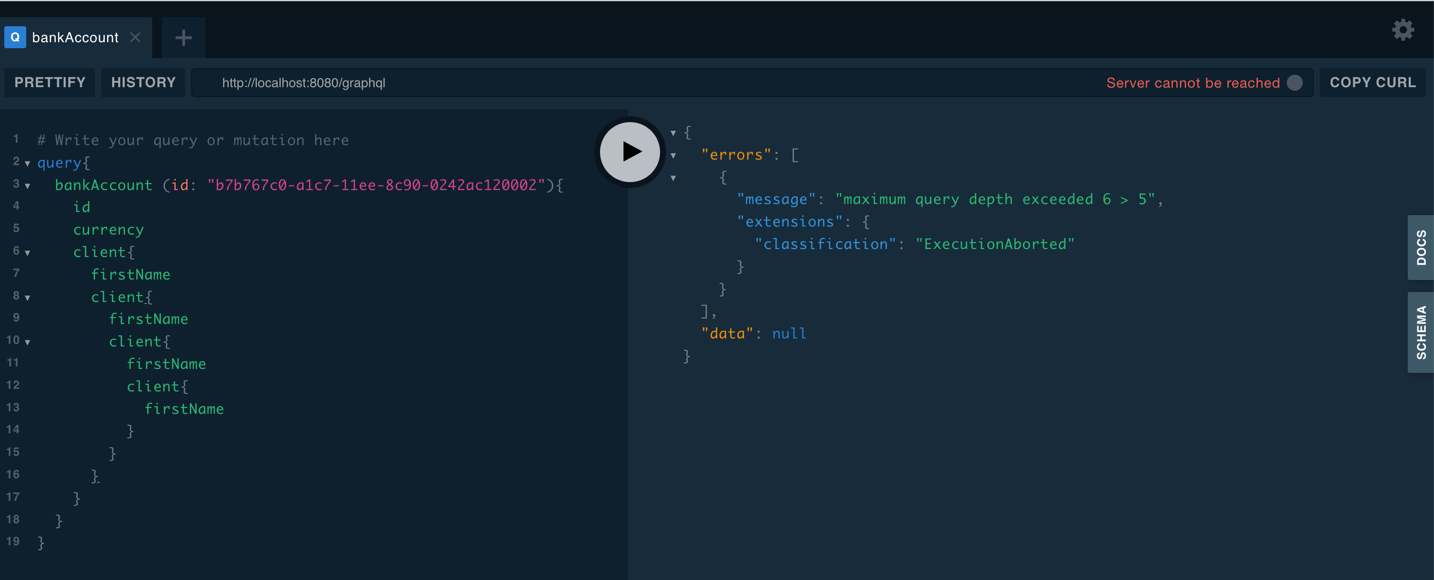 Q bankAccount
PRETTIFY HISTORY http://localhost:8080/graphql Server cannot be reached COPY CURL
1 # Write your query or mutation here
2 query{
3 bankAccount (id: "b7b767c0-a1c7-11ee-8c90-0242ac120002"){
4 id
5 currency
6 client{
7 firstName
8 client{
9 firstName
10 client{
11 firstName
12 client{
13 firstName
14 }
15 }
16 }
17 }
18 }
19 }
{
"errors": [
{
"message": "maximum query depth exceeded 6 > 5",
"extensions": {
"classification": "ExecutionAborted"
}
}
],
"data": null
}
DOCS
SCHEMA